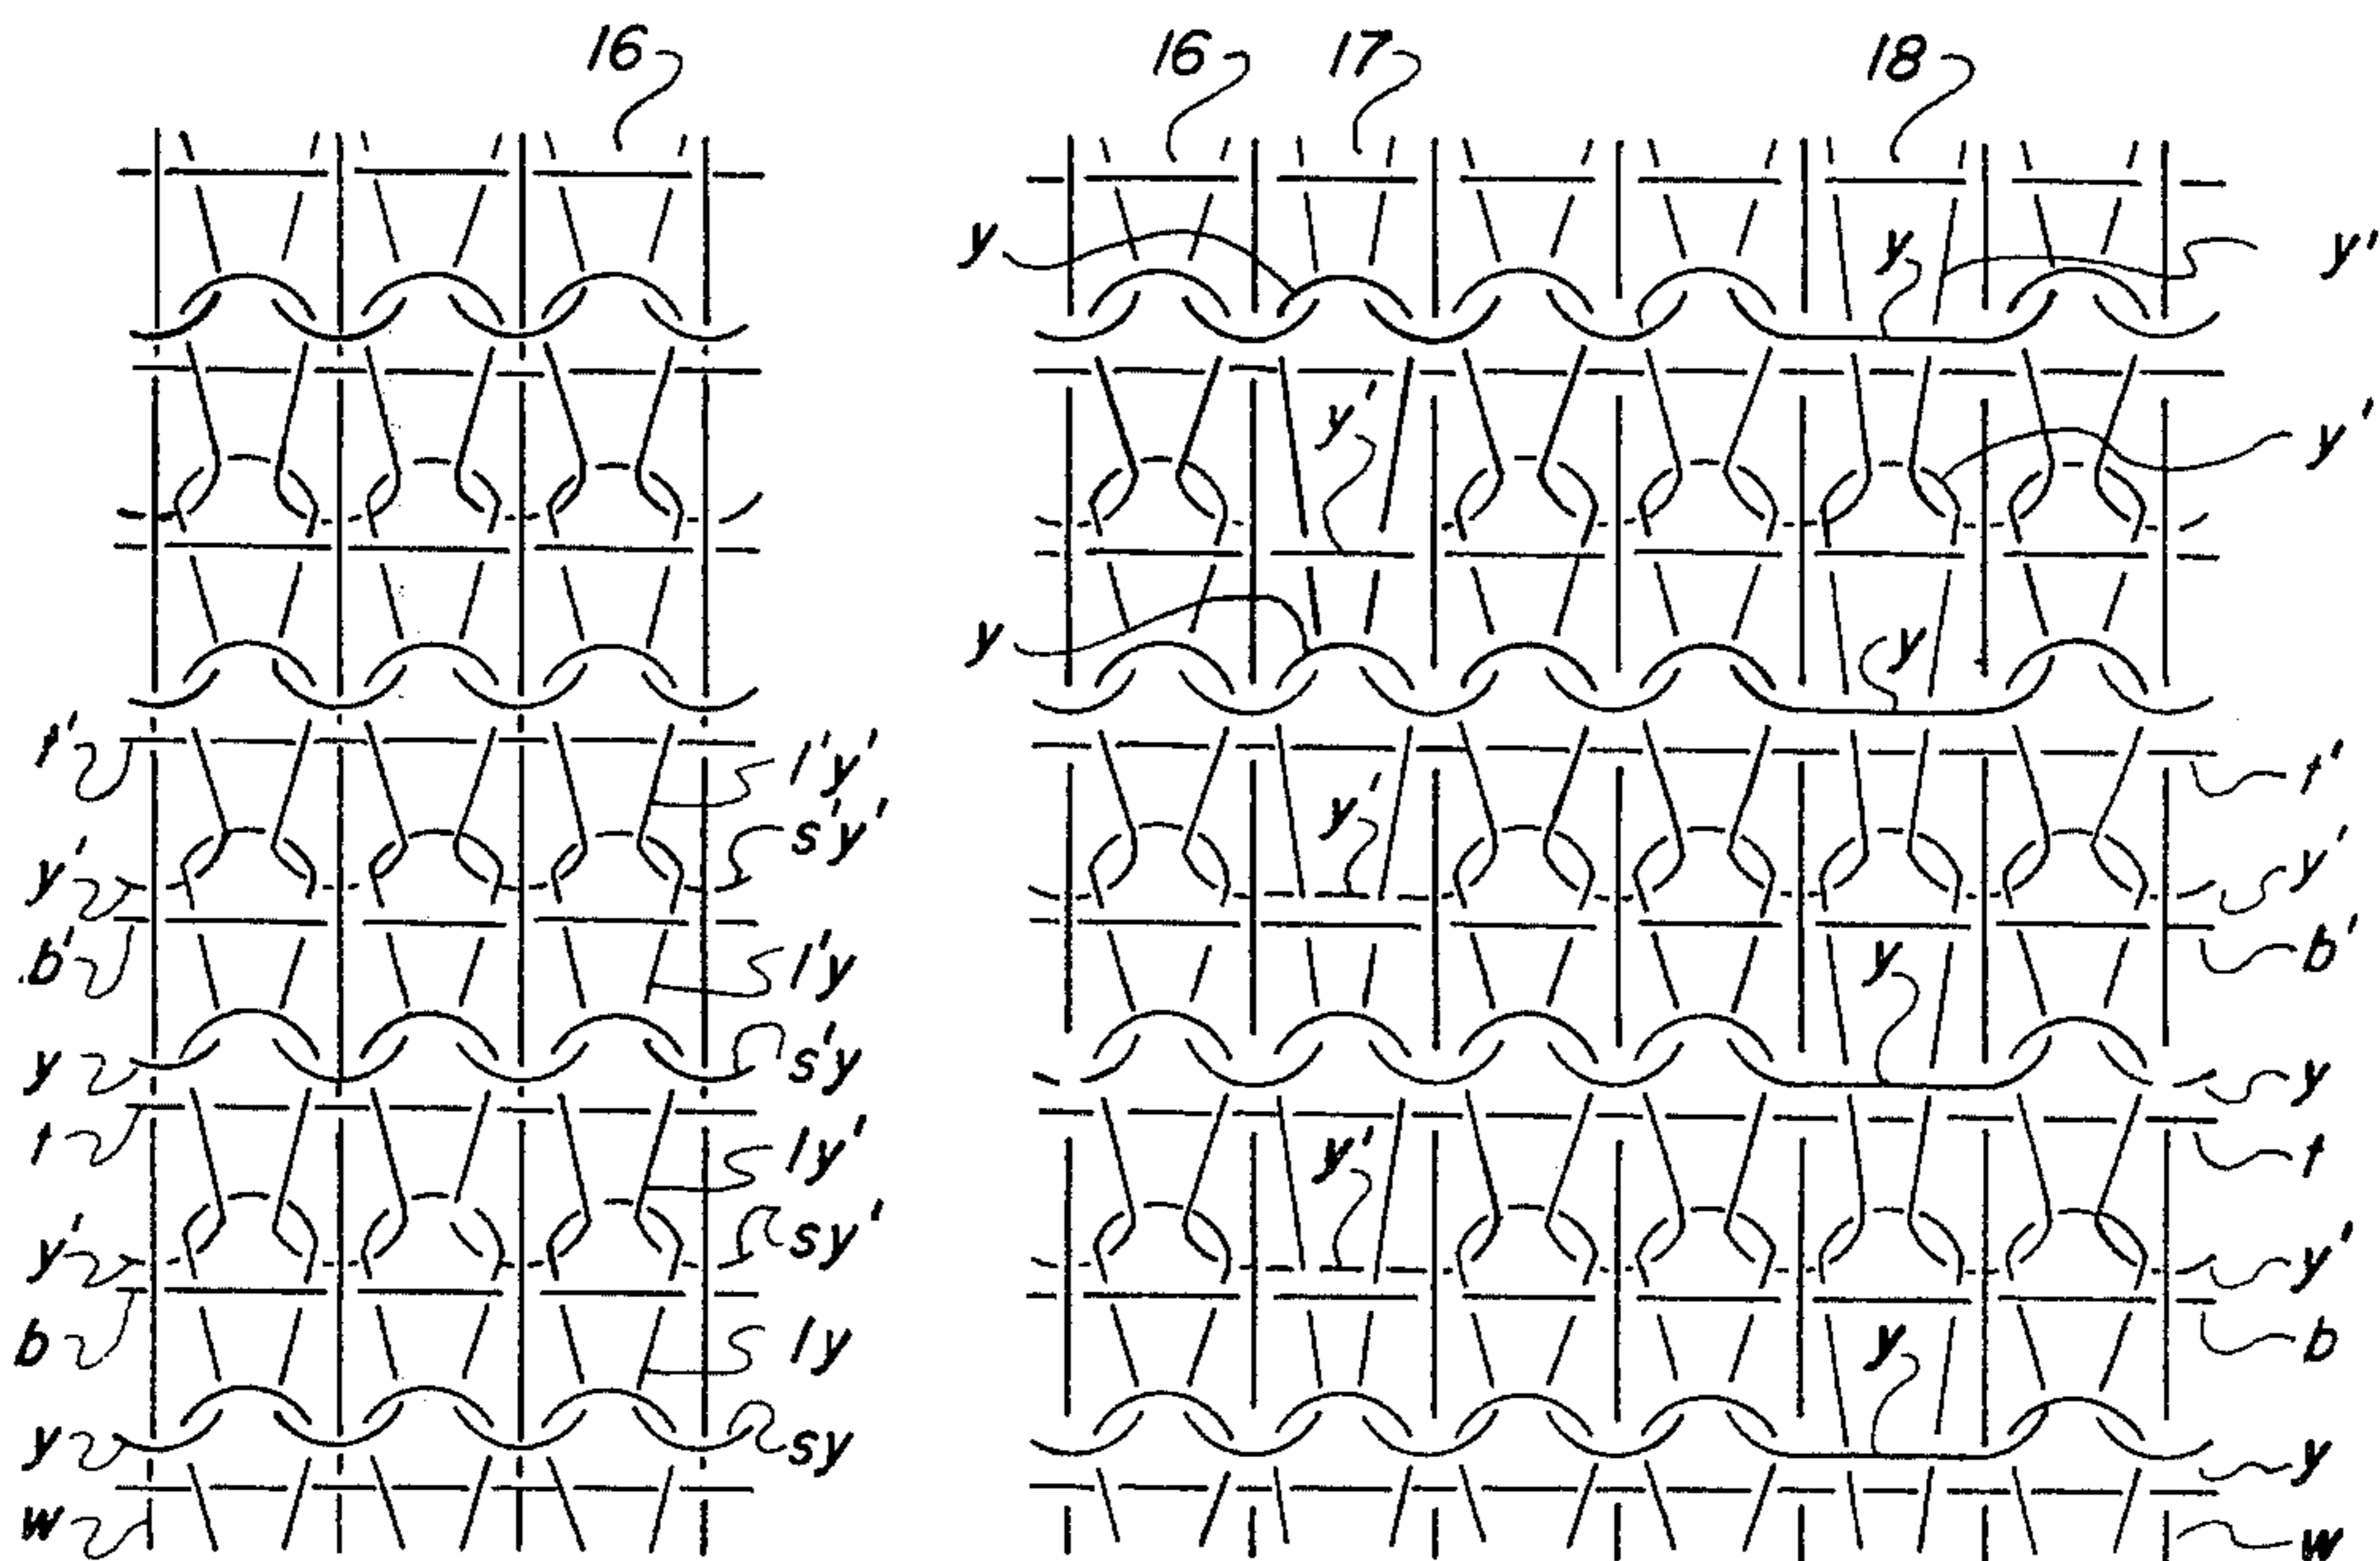 16
16 17 18
y y y'
y' y'
y y
t' l'y' t'
s'y' y'
y' y'
b' l'y y b'
y s'y y
t ly' y' t
y' sy' y'
b ly y b
y sy y
w w